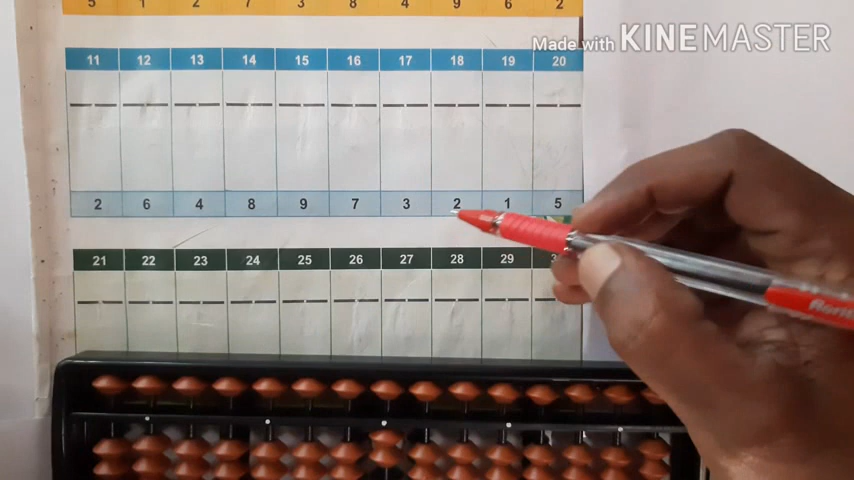 5 1 2 7 3 8 4 9 6 2
Made with KINEMASTER
11 12 13 14 15 16 17 18 19 20
2 6 4 8 9 7 3 2 1 5
21 22 23 24 25 26 27 28 29